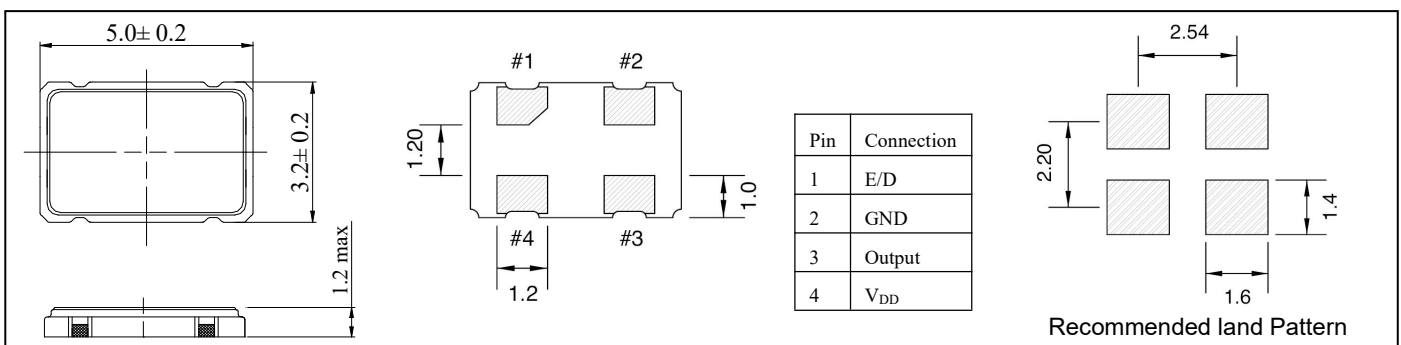 5.0± 0.2
3.2± 0.2
1.2 max
#1 #2
1.20
1.0
#4 #3
1.2
Pin Connection
1 E/D
2 GND
3 Output
4 VDD
2.54
2.20
1.4
1.6
Recommended land Pattern